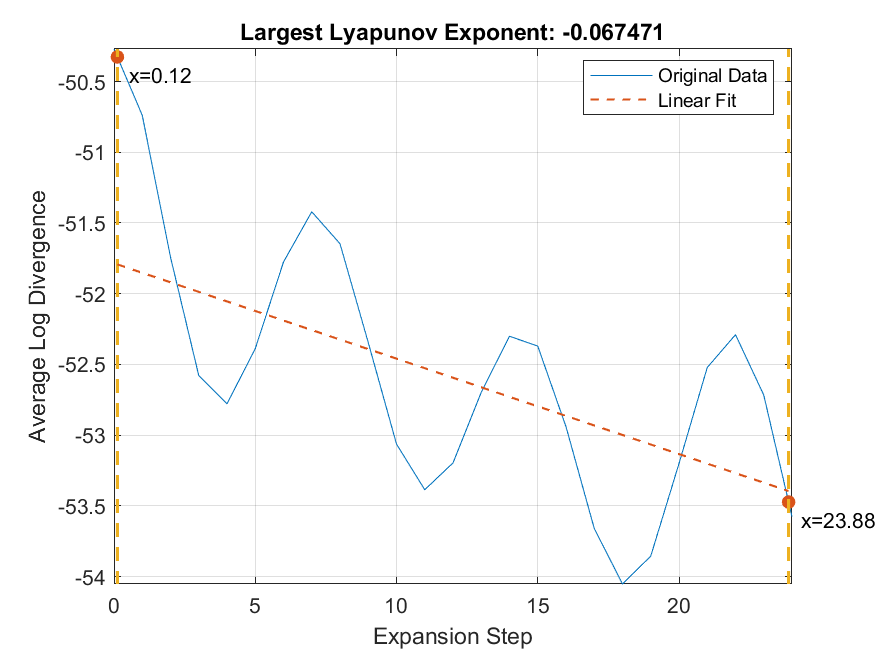 Largest Lyapunov Exponent: -0.067471
Original Data
Linear Fit
x=0.12
x=23.88
-50.5
-51
-51.5
-52
-52.5
-53
-53.5
-54
Average Log Divergence
0 5 10 15 20
Expansion Step